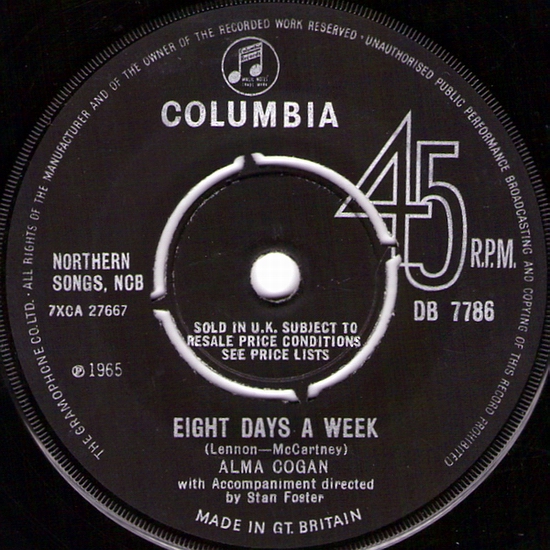 THE GRAMOPHONE CO. LTD. · ALL RIGHTS OF THE MANUFACTURER AND OF THE OWNER OF THE RECORDED WORK RESERVED · UNAUTHORISED PUBLIC PERFORMANCE BROADCASTING AND COPYING OF THIS RECORD PROHIBITED
COLUMBIA
45
R.P.M.
NORTHERN
SONGS, NCB
7XCA 27667
DB 7786
SOLD IN U.K. SUBJECT TO
RESALE PRICE CONDITIONS
SEE PRICE LISTS
℗ 1965
EIGHT DAYS A WEEK
(Lennon—McCartney)
ALMA COGAN
with Accompaniment directed
by Stan Foster
MADE IN GT. BRITAIN